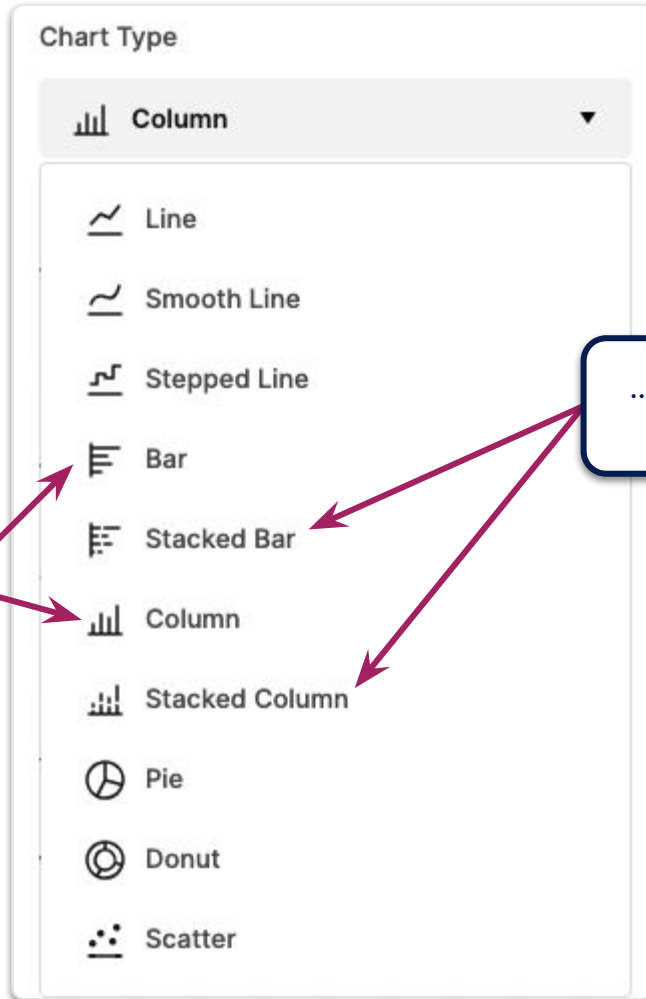 Chart Type
Column
Line
Smooth Line
Stepped Line
Bar
Stacked Bar
..
Column
Stacked Column
Pie
Donut
Scatter